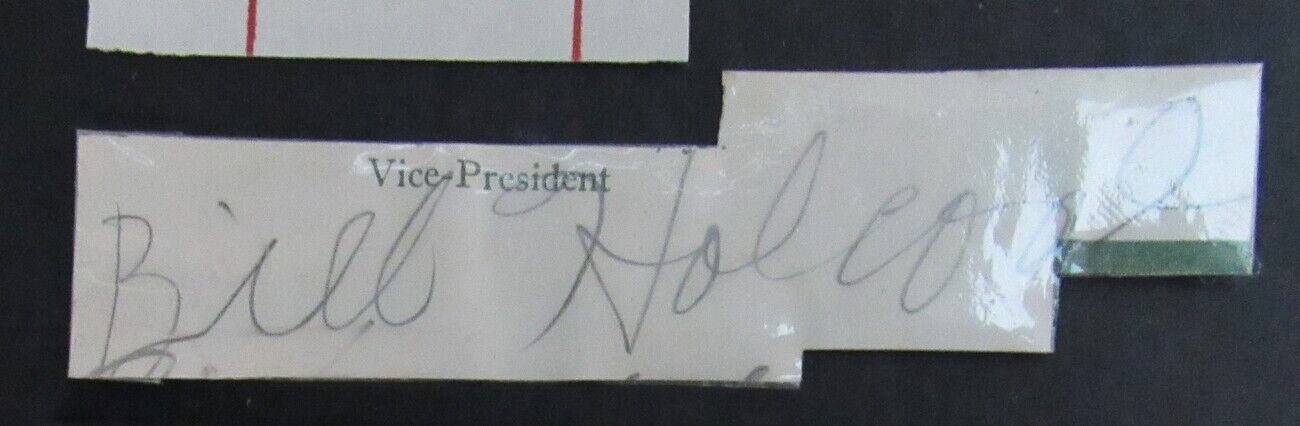 Vice-President
Bill Holcomb